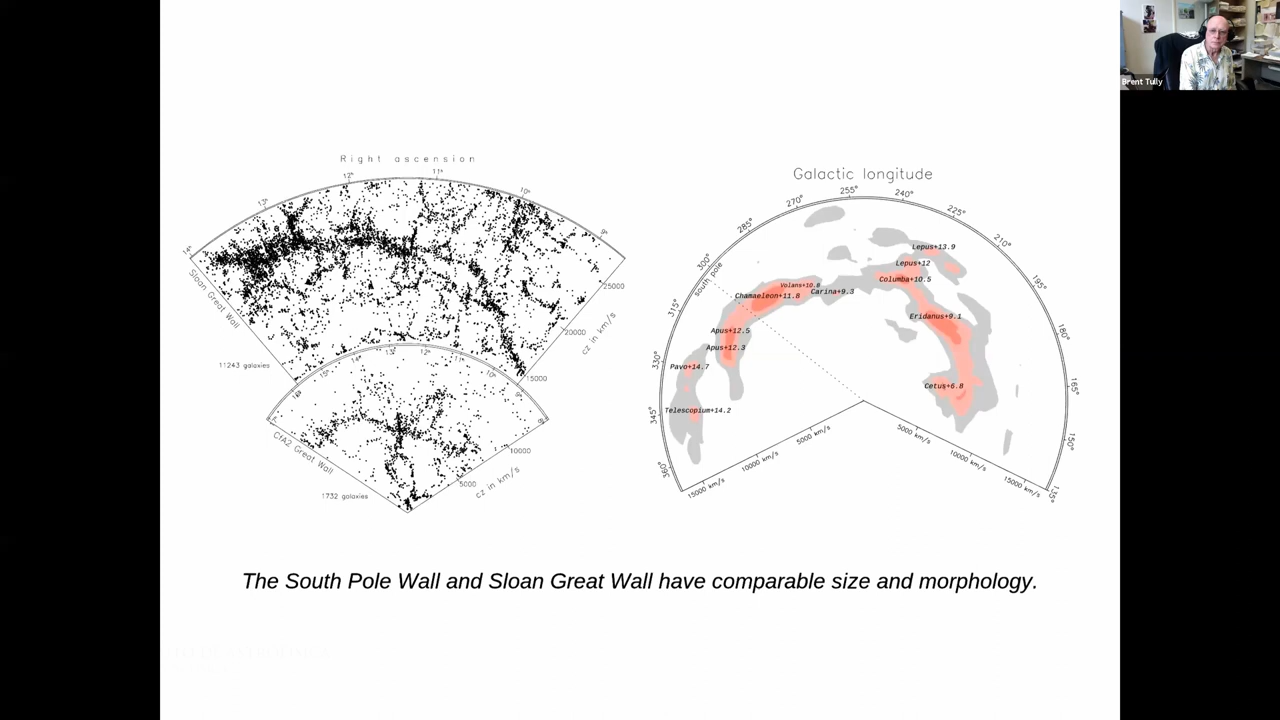 Brent Tully
Right ascension
14h
13h
12h
11h
10h
9h
Sloan Great Wall
11243 galaxies
15000
20000
25000
cz in km/s
13h
12h
10h
9h
8h
CfA2 Great Wall
1732 galaxies
5000
10000
cz in km/s
Galactic longitude
360°
345°
330°
315°
300°
285°
270°
255°
240°
225°
210°
195°
180°
165°
150°
135°
south pole
Lepus+13.9
Lepus+12
Columba+10.5
Volans+10.8
Carina+9.3
Chamaeleon+11.8
Eridanus+9.1
Apus+12.5
Apus+12.3
Pavo+14.7
Cetus+6.8
Telescopium+14.2
5000 km/s
10000 km/s
15000 km/s
5000 km/s
10000 km/s
15000 km/s
The South Pole Wall and Sloan Great Wall have comparable size and morphology.